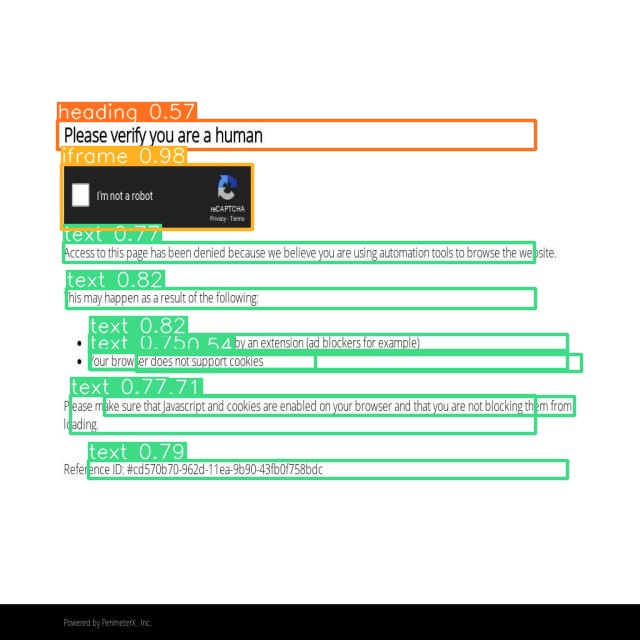 heading 0.57
Please verify you are a human
iframe 0.98
I'm not a robot
reCAPTCHA
Privacy - Terms
text 0.77
Access to this page has been denied because we believe you are using automation tools to browse the website.
text 0.82
This may happen as a result of the following:
text 0.82
text 0.75 0.54 by an extension (ad blockers for example)
Your browser does not support cookies
text 0.77 .71
Please make sure that Javascript and cookies are enabled on your browser and that you are not blocking them from
loading.
text 0.79
Reference ID: #cd570b70-962d-11ea-9b90-43fb0f758bdc
Powered by PerimeterX , Inc.